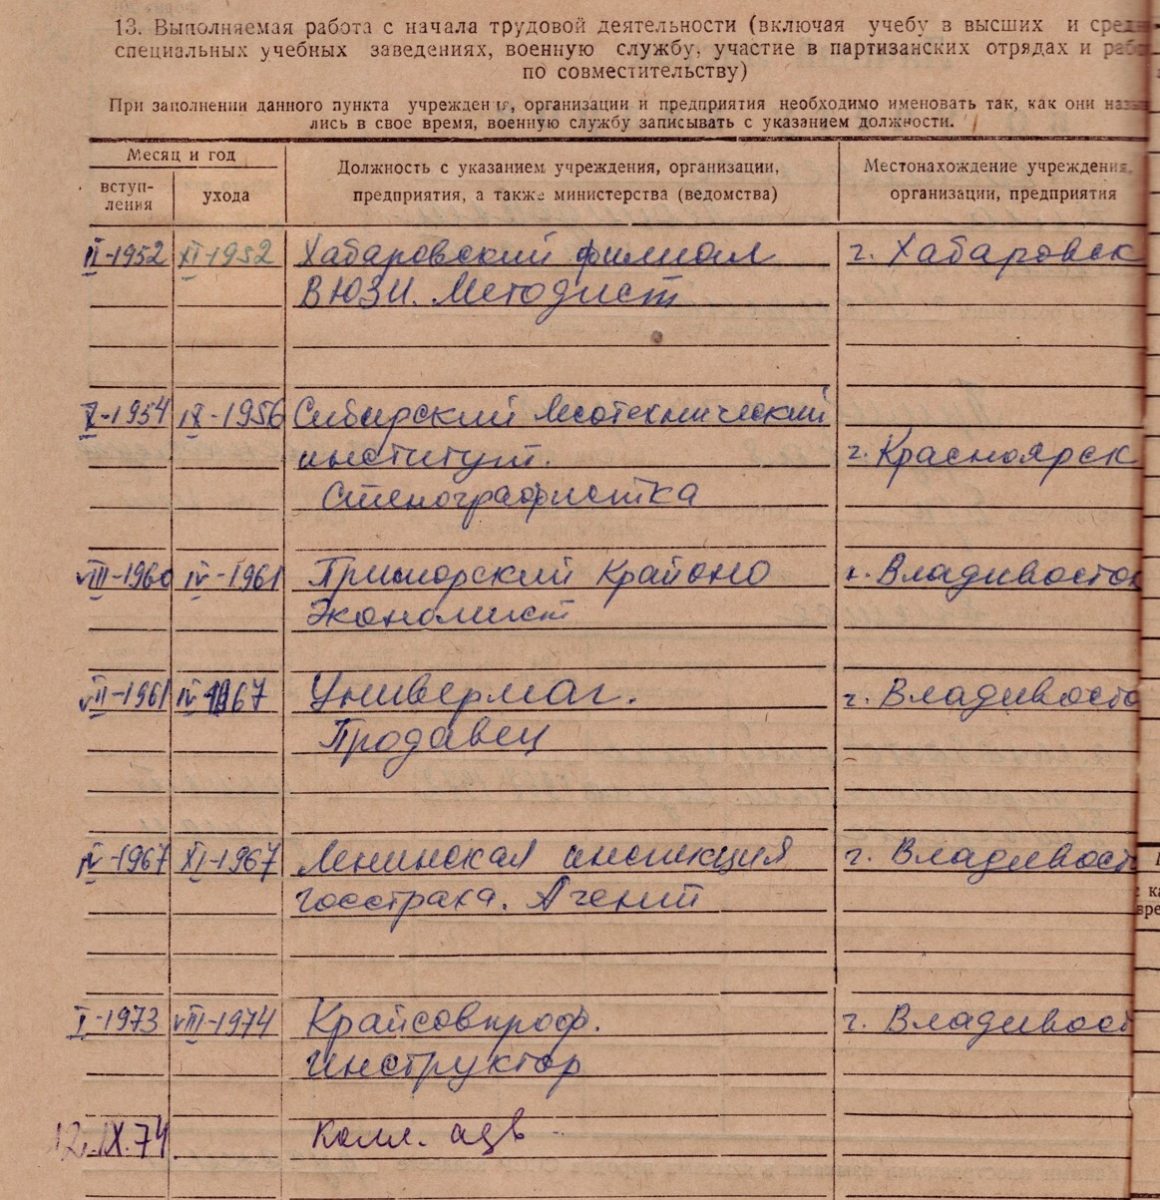 13. Выполняемая работа с начала трудовой деятельности (включая учебу в высших и сред
специальных учебных заведениях, военную службу, участие в партизанских отрядах и рабо
по совместительству)
При заполнении данного пункта учреждения, организации и предприятия необходимо именовать так, как они назы
лись в свое время, военную службу записывать с указанием должности.
Месяц и год
вступ-
ления
ухода
Должность с указанием учреждения, организации,
предприятия, а также министерства (ведомства)
Местонахождение учреждения,
организации, предприятия
II-1952 XI-1952 Хабаровский филиал г. Хабаровск
ВЮЗИ. Методист
X-1954 IX-1956 Сибирский лесотехнический
институт. г. Красноярск
Стенографистка
VIII-1960 IV-1961 Приморский Крайоно г. Владивосток
Экономист
VII-1961 IV-1967 Универмаг. г. Владивосто
Продавец
IV-1967 XI-1967 Ленинская инспекция г. Владивост
госстраха. Агент
I-1973 VIII-1974 Крайсовпроф. г. Владивост
Инструктор
12.IX.74 Колл. адв